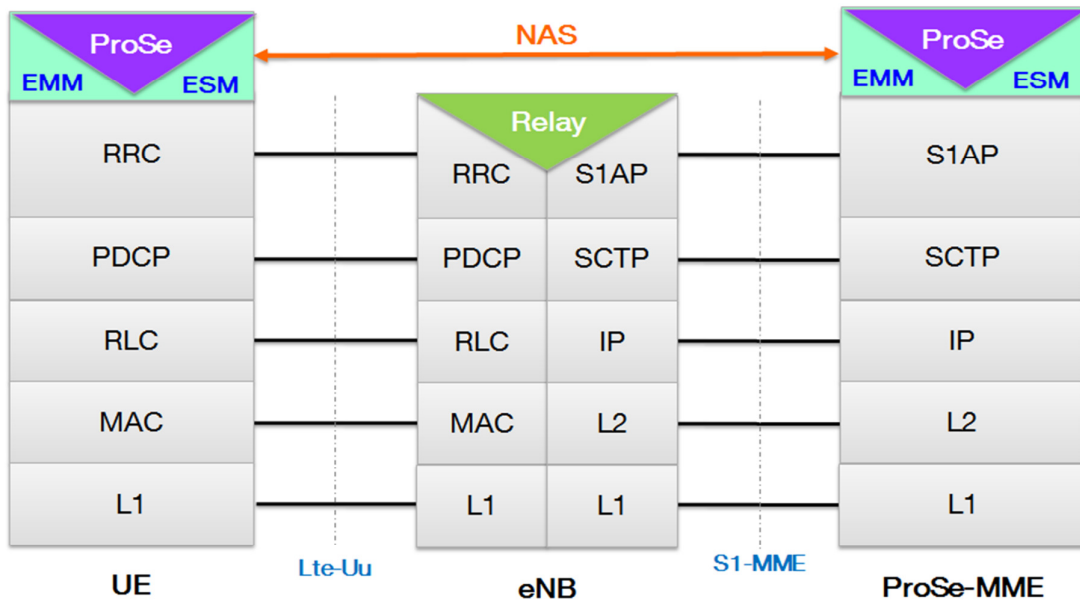 ProSe
EMM ESM
NAS
ProSe
EMM ESM
Relay
RRC
RRC S1AP
S1AP
PDCP
PDCP SCTP
SCTP
RLC
RLC IP
IP
MAC
MAC L2
L2
L1
L1 L1
L1
Lte-Uu
S1-MME
UE
eNB
ProSe-MME